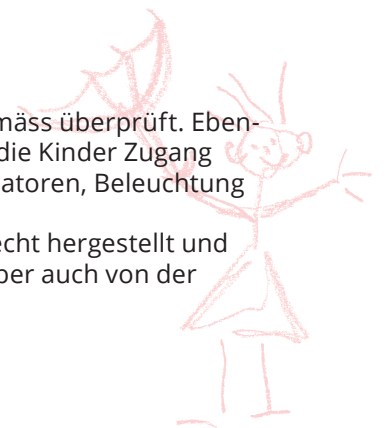 mäss überprüft. Eben-
die Kinder Zugang
atoren, Beleuchtung
echt hergestellt und
ber auch von der